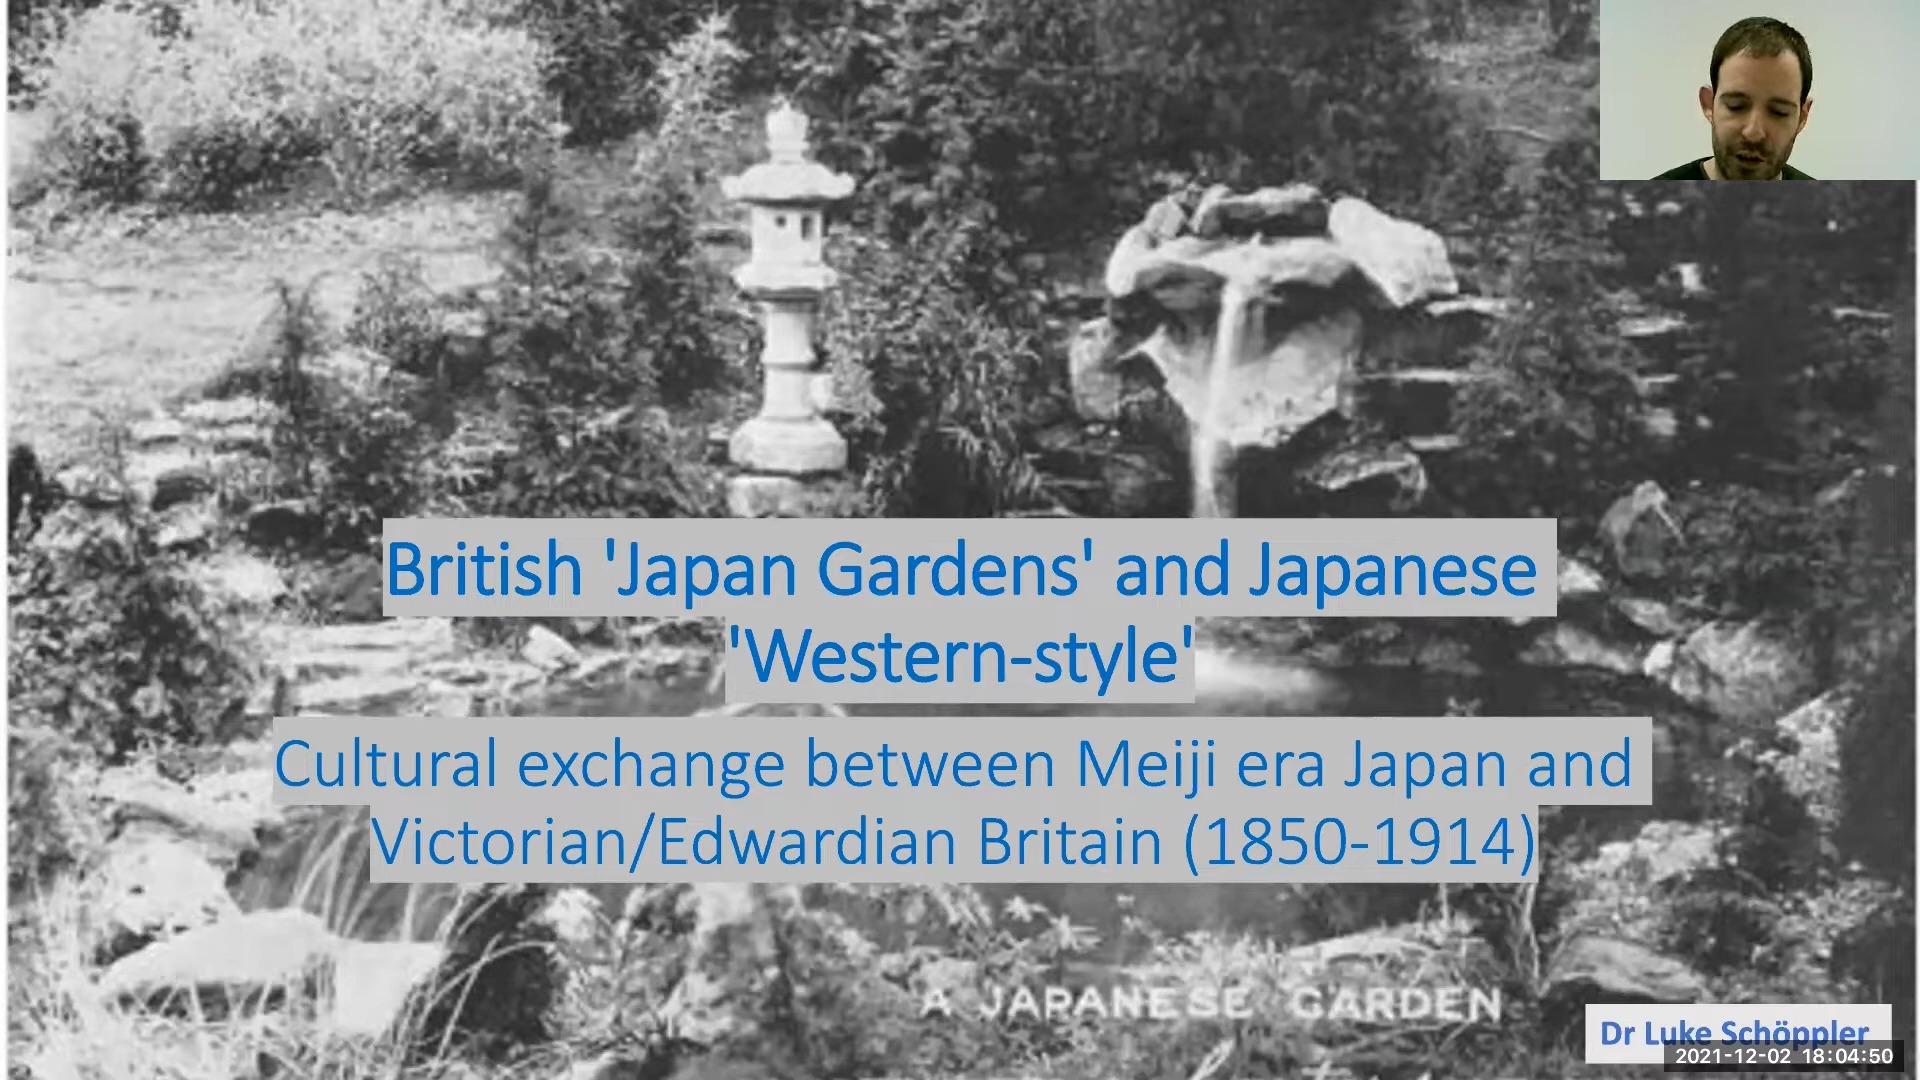 British 'Japan Gardens' and Japanese
'Western-style'
Cultural exchange between Meiji era Japan and
Victorian/Edwardian Britain (1850-1914)
A JAPANESE GARDEN
Dr Luke Schöppler
2021-12-02 18:04:50